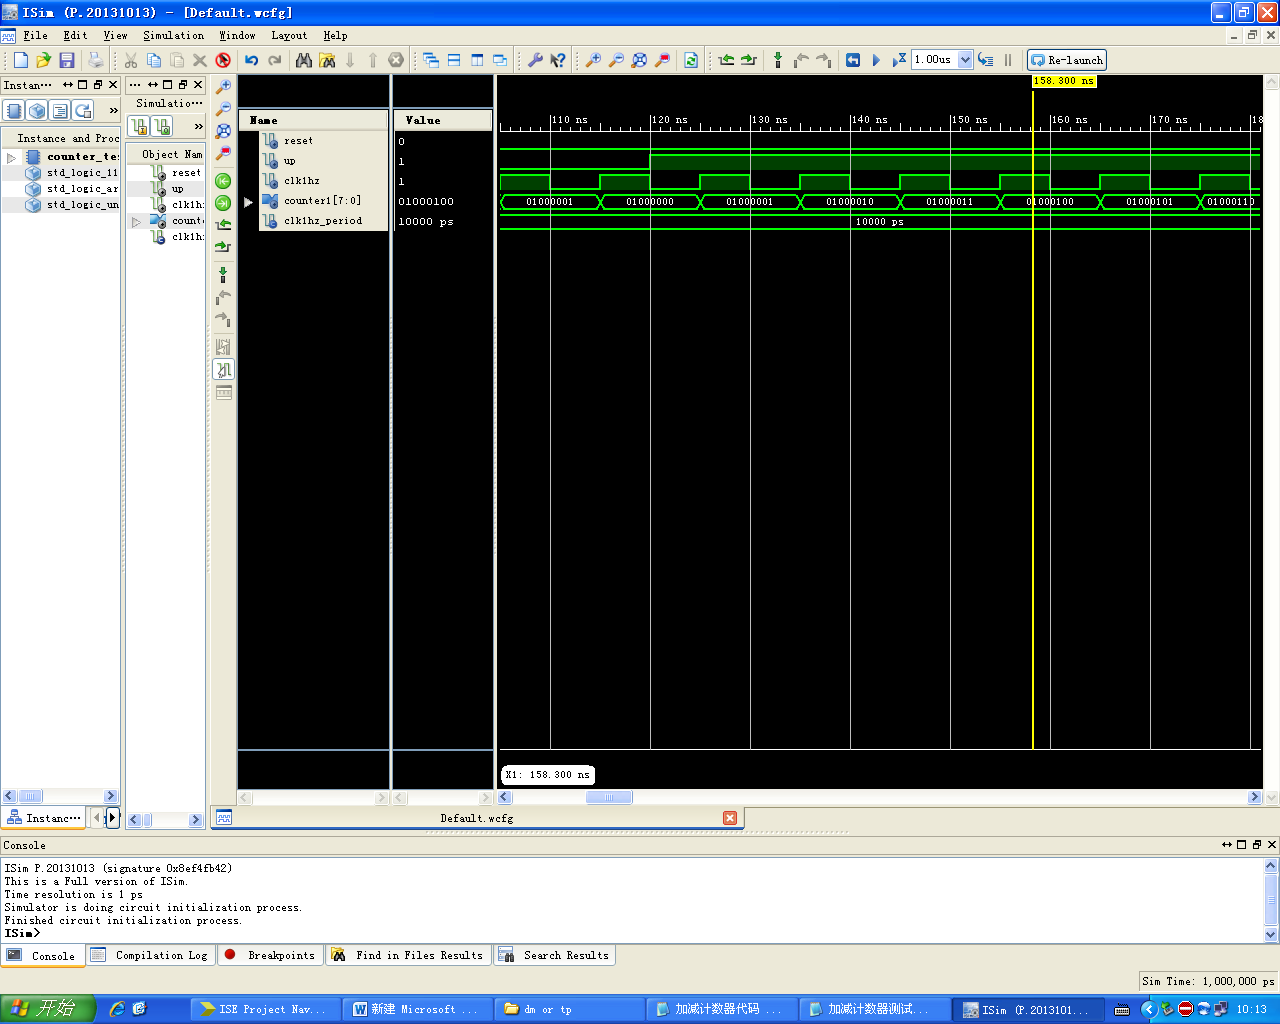 ISim (P.20131013) - [Default.wcfg]
File Edit View Simulation Window Layout Help
1.00us Re-launch
Instan···
Simulatio···
Instance and Proc
counter_te
std_logic_11
std_logic_ar
std_logic_un
Object Nam
reset
up
clk1h
count
clk1h
Name Value
reset 0
up 1
clk1hz 1
counter1[7:0] 01000100
clk1hz_period 10000 ps
158.300 ns
110 ns 120 ns 130 ns 140 ns 150 ns 160 ns 170 ns 18
01000001 01000000 01000001 01000010 01000011 01000100 01000101 01000110
10000 ps
X1: 158.300 ns
Instanc···
Default.wcfg
Console
ISim P.20131013 (signature 0x8ef4fb42)
This is a Full version of ISim.
Time resolution is 1 ps
Simulator is doing circuit initialization process.
Finished circuit initialization process.
ISim>
Console Compilation Log Breakpoints Find in Files Results Search Results
Sim Time: 1,000,000 ps
开始 ISE Project Nav... 新建 Microsoft ... dm or tp 加减计数器代码 ... 加减计数器测试... ISim (P.2013101... 10:13